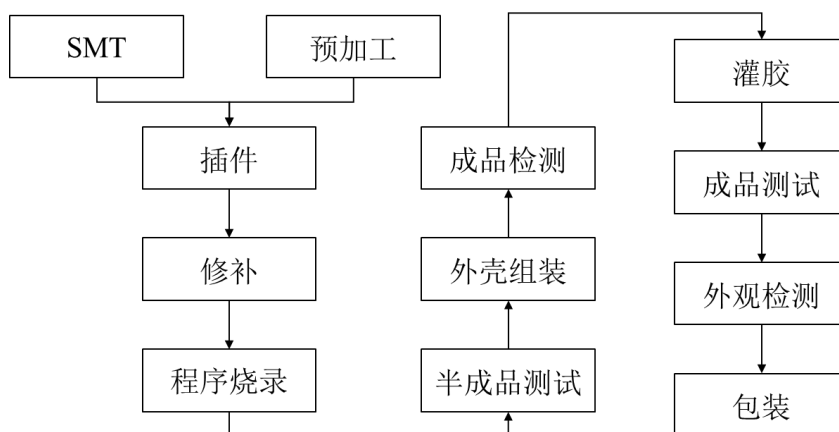 SMT
预加工
插件
修补
程序烧录
半成品测试
外壳组装
成品检测
灌胶
成品测试
外观检测
包装